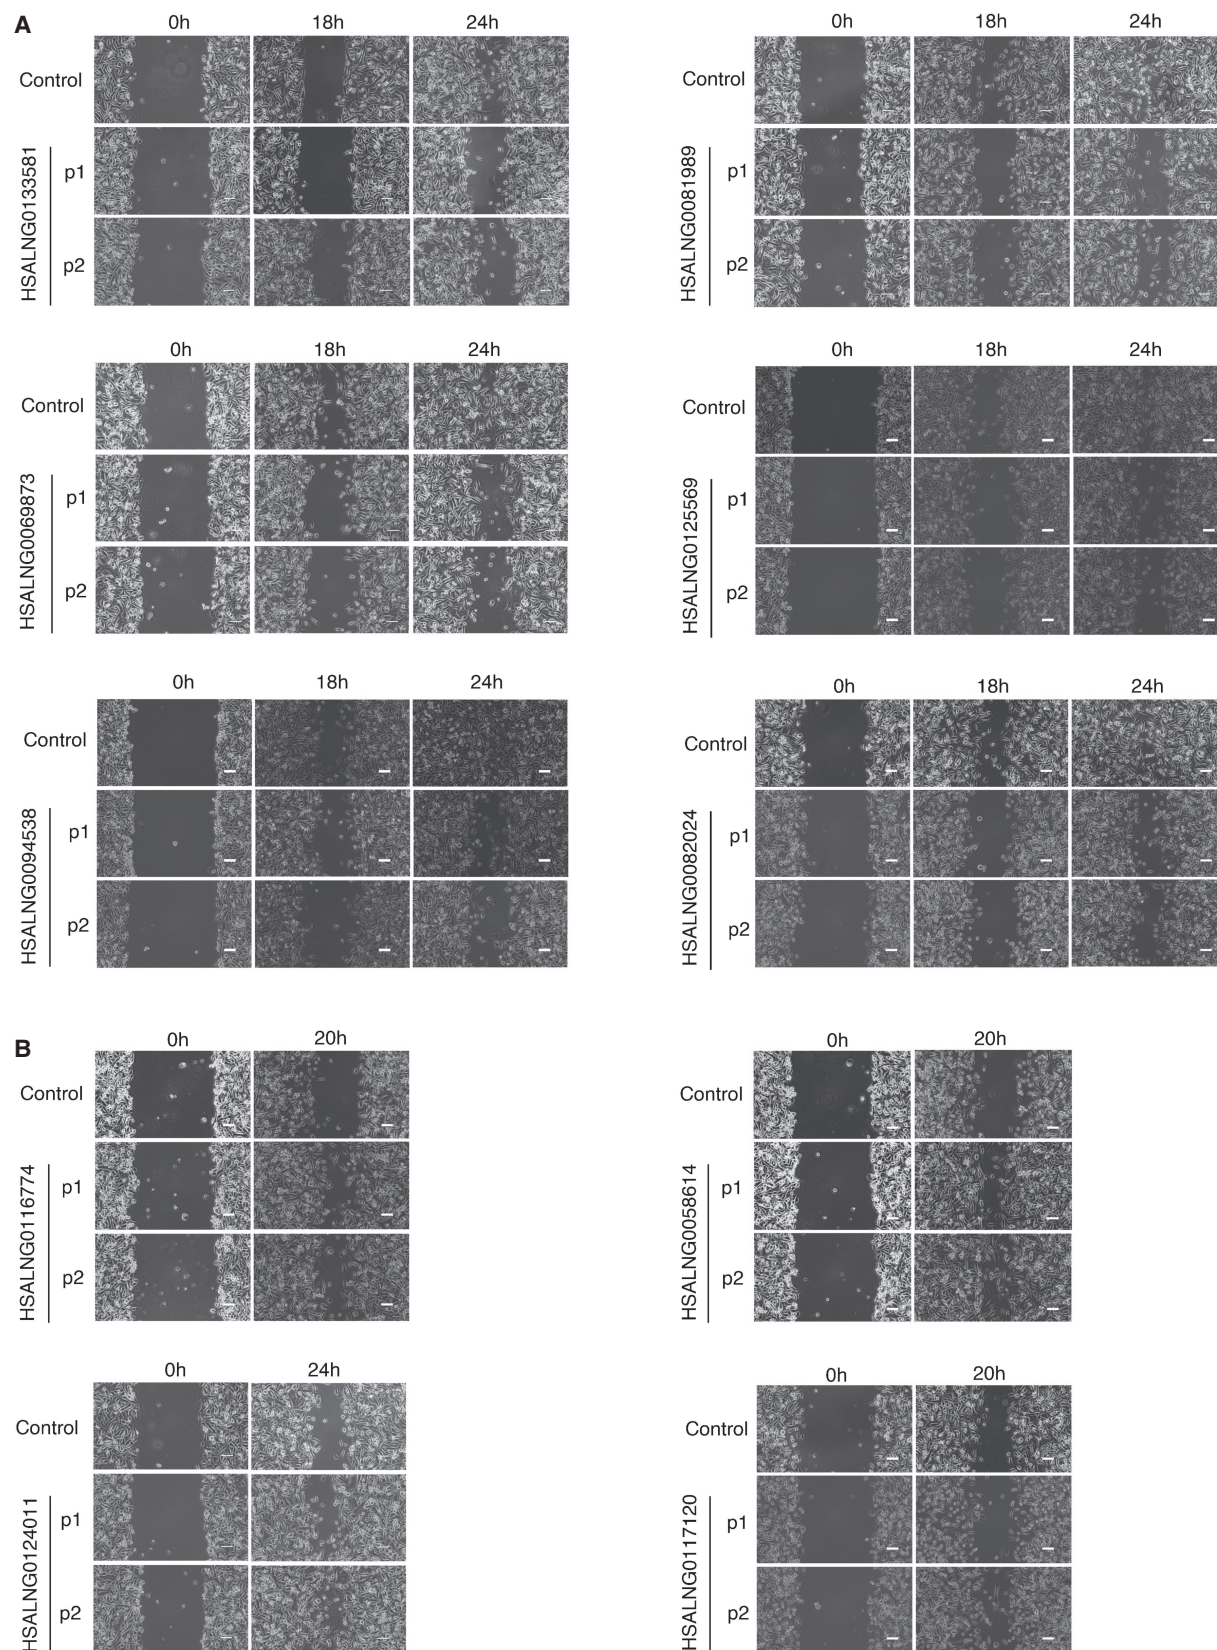 A
0h 18h 24h
Control
HSALNG0133581
p1
p2
0h 18h 24h
Control
HSALNG0081989
p1
p2
0h 18h 24h
Control
HSALNG0069873
p1
p2
0h 18h 24h
Control
HSALNG0125569
p1
p2
0h 18h 24h
Control
HSALNG0094538
p1
p2
0h 18h 24h
Control
HSALNG0082024
p1
p2
B
0h 20h
Control
HSALNG0116774
p1
p2
0h 20h
Control
HSALNG0058614
p1
p2
0h 24h
Control
HSALNG0124011
p1
p2
0h 20h
Control
HSALNG0117120
p1
p2